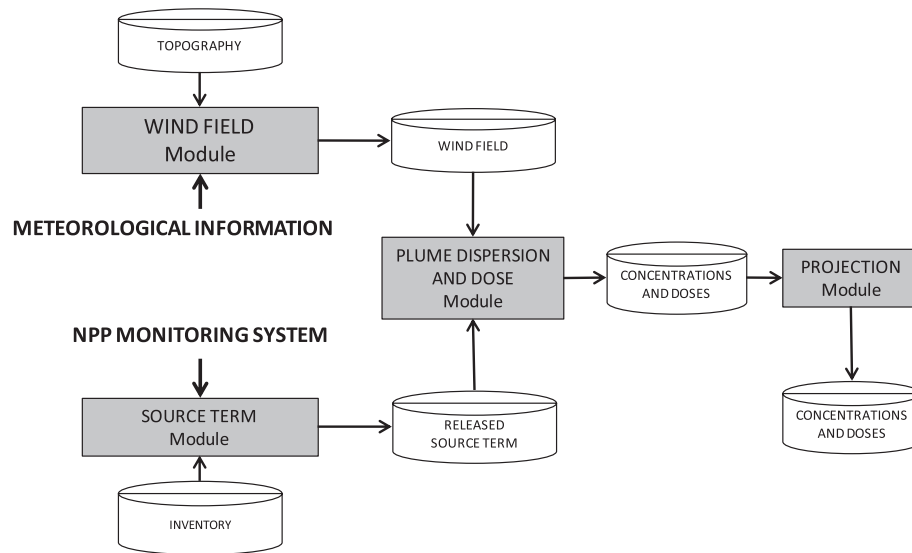 TOPOGRAPHY
WIND FIELD
Module
WIND FIELD
METEOROLOGICAL INFORMATION
PLUME DISPERSION
AND DOSE
Module
CONCENTRATIONS
AND DOSES
PROJECTION
Module
NPP MONITORING SYSTEM
SOURCE TERM
Module
RELEASED
SOURCE TERM
CONCENTRATIONS
AND DOSES
INVENTORY